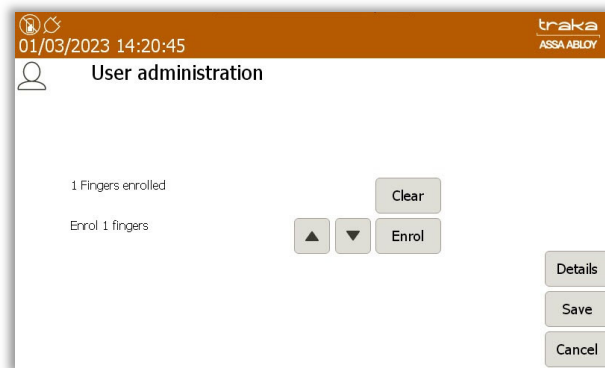 01/03/2023 14:20:45
traka
ASSA ABLOY
User administration
1 Fingers enrolled
Clear
Enrol 1 fingers
Enrol
Details
Save
Cancel